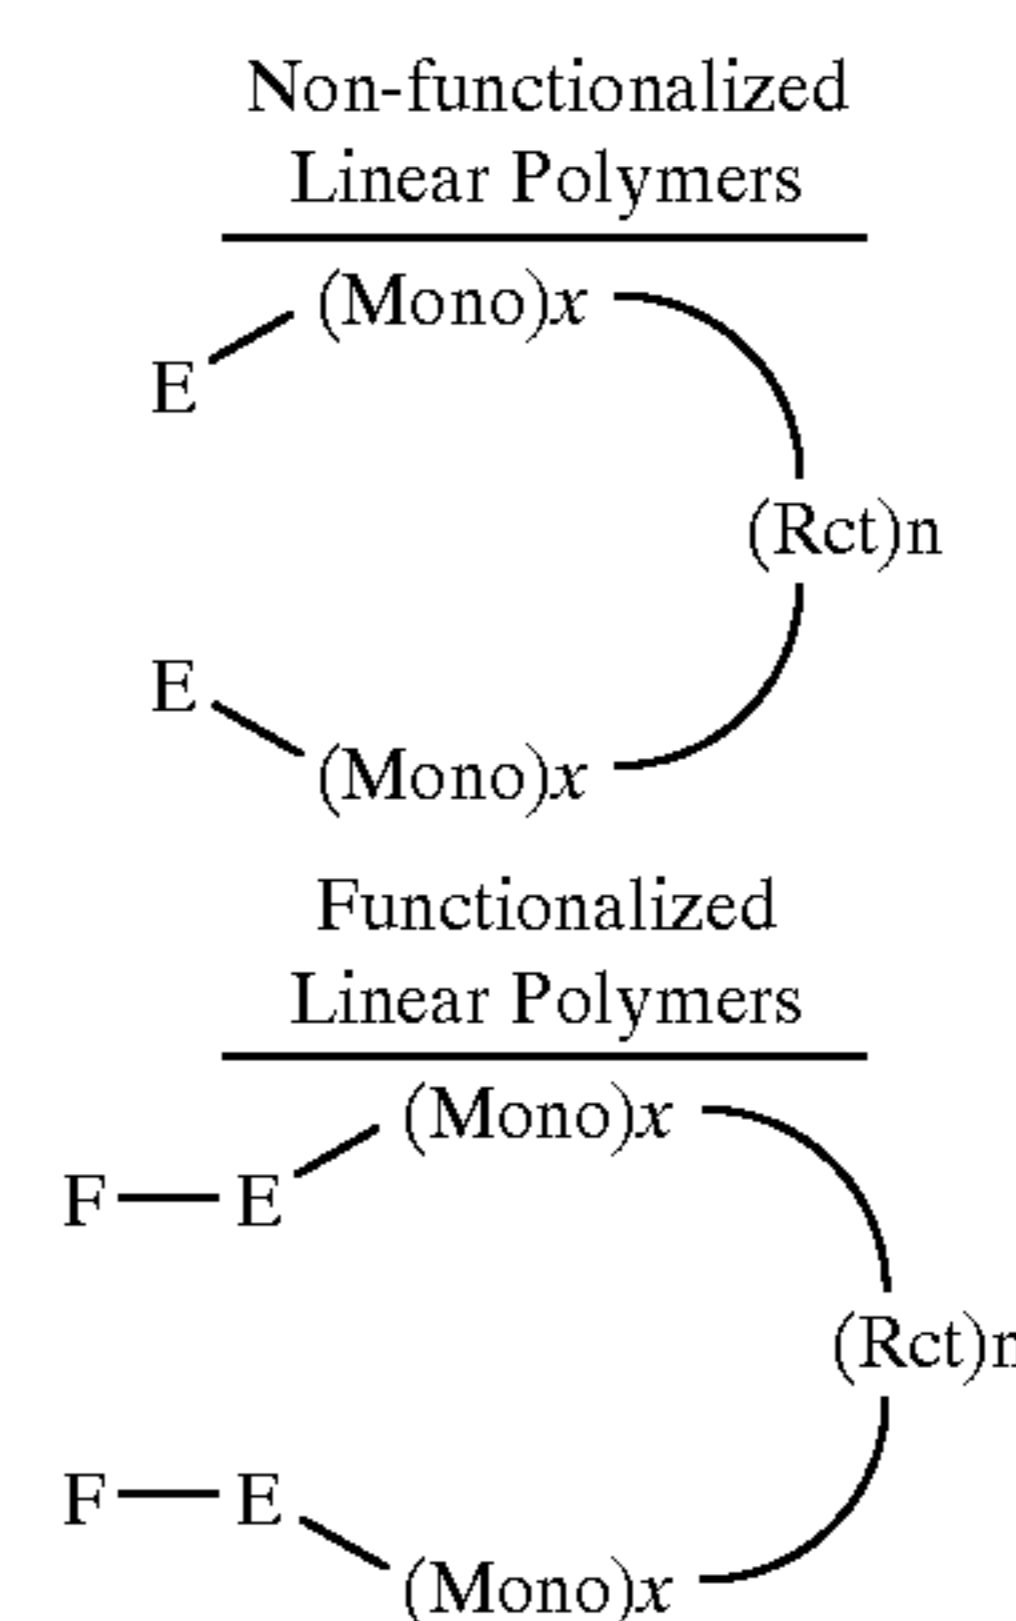 Non-functionalized
Linear Polymers
(Mono)x
E
(Rct)n
E
(Mono)x
Functionalized
Linear Polymers
(Mono)x
F — E
(Rct)n
F — E
(Mono)x